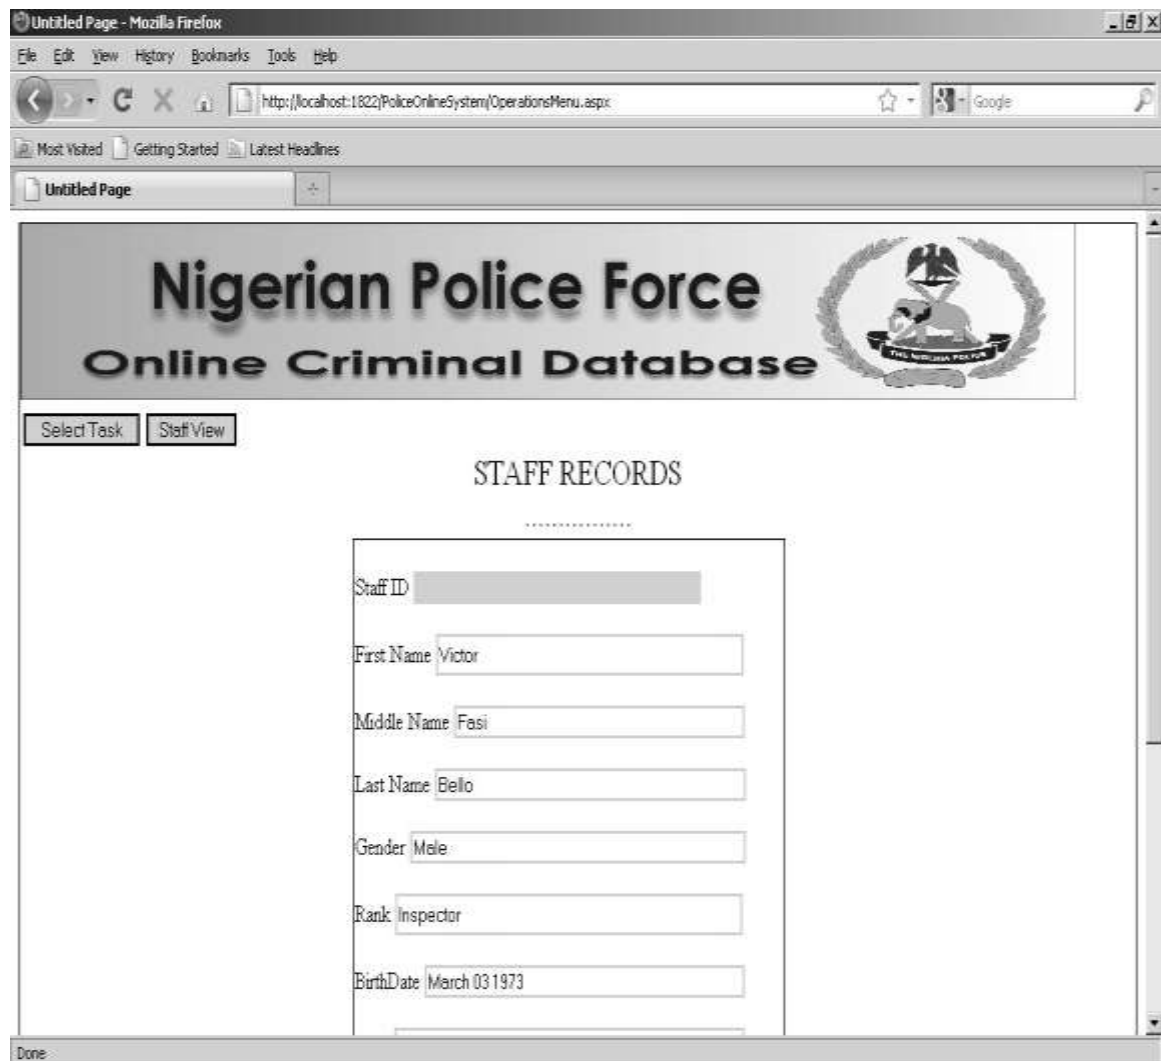 Untitled Page - Mozilla Firefox
File Edit View History Bookmarks Tools Help
http://localhost:1822/PoliceOnlineSystem/OperationsMenu.aspx
Google
Most Visited Getting Started Latest Headlines
Untitled Page
Nigerian Police Force
Online Criminal Database
THE NIGERIA POLICE
Select Task Staff View
STAFF RECORDS
Staff ID
First Name Victor
Middle Name Fasi
Last Name Bello
Gender Male
Rank Inspector
BirthDate March 03 1973
Done